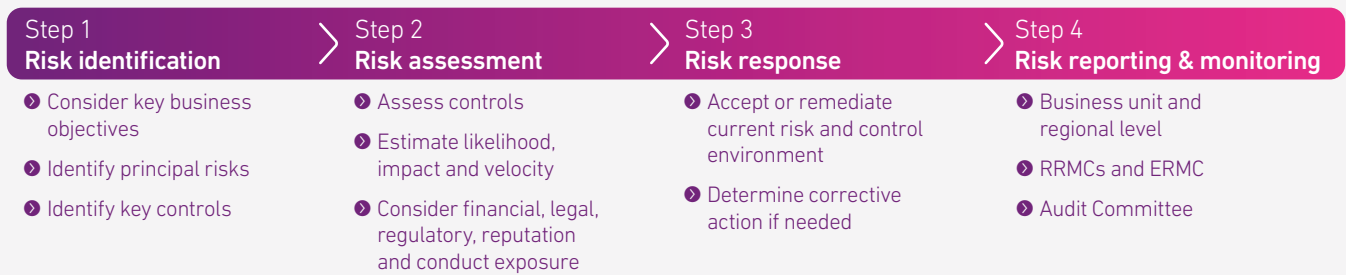 Step 1
Risk identification
Consider key business
objectives
Identify principal risks
Identify key controls
Step 2
Risk assessment
Assess controls
Estimate likelihood,
impact and velocity
Consider financial, legal,
regulatory, reputation
and conduct exposure
Step 3
Risk response
Accept or remediate
current risk and control
environment
Determine corrective
action if needed
Step 4
Risk reporting & monitoring
Business unit and
regional level
RRMCs and ERMC
Audit Committee